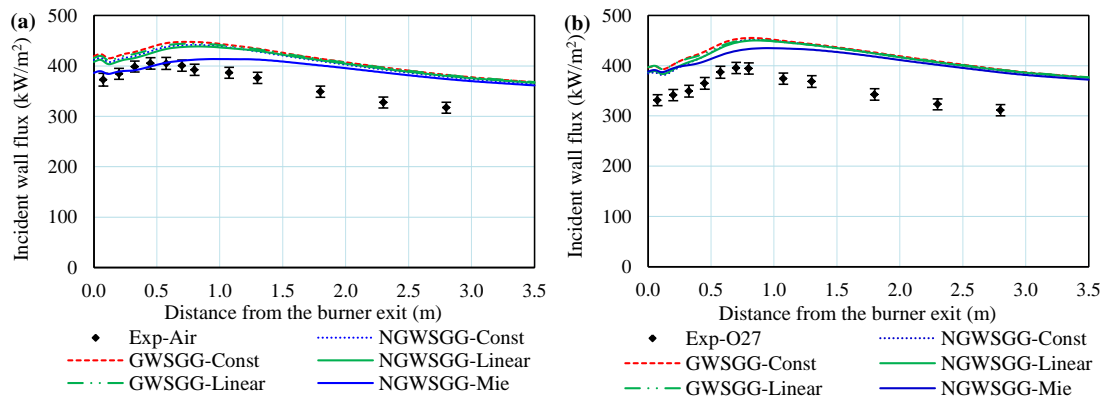 (a)
Incident wall flux (kW/m²)
500
400
300
200
100
0
0.0 0.5 1.0 1.5 2.0 2.5 3.0 3.5
Distance from the burner exit (m)
Exp-Air NGWSGG-Const
GWSGG-Const NGWSGG-Linear
GWSGG-Linear NGWSGG-Mie
(b)
Incident wall flux (kW/m²)
500
400
300
200
100
0
0.0 0.5 1.0 1.5 2.0 2.5 3.0 3.5
Distance from the burner exit (m)
Exp-O27 NGWSGG-Const
GWSGG-Const NGWSGG-Linear
GWSGG-Linear NGWSGG-Mie